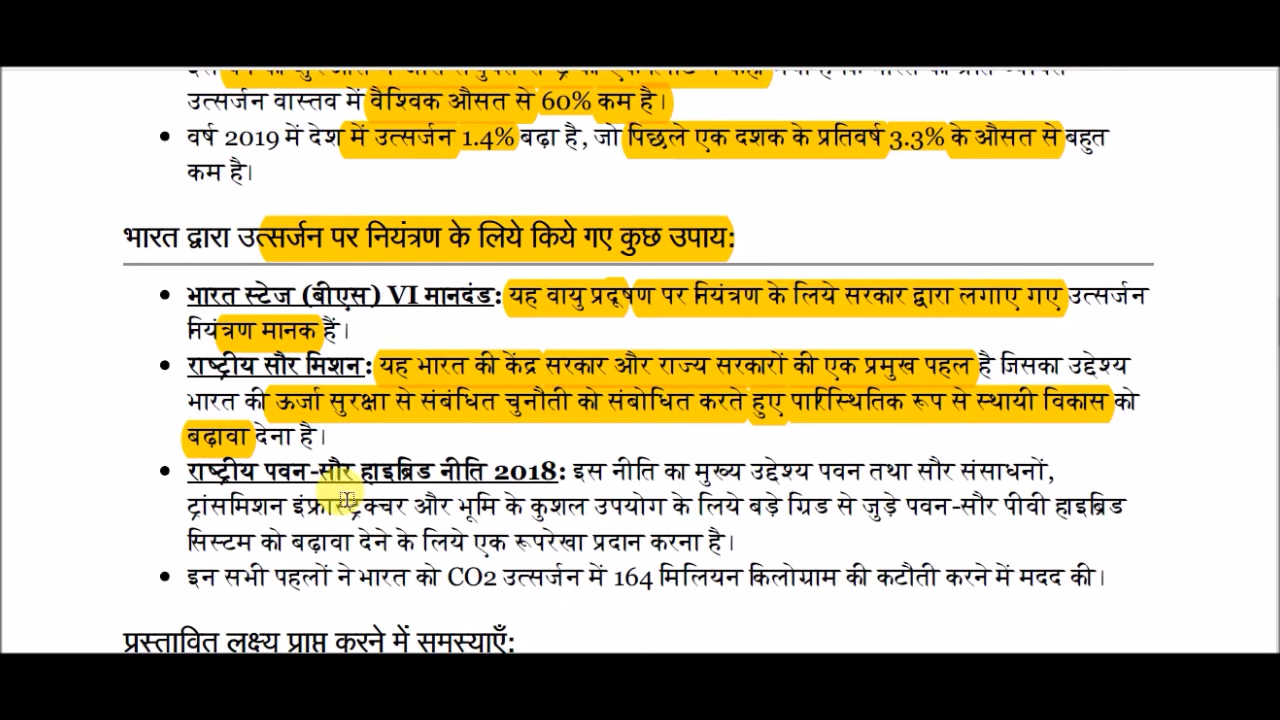 उत्सर्जन वास्तव में वैश्विक औसत से 60% कम है।
• वर्ष 2019 में देश में उत्सर्जन 1.4% बढ़ा है, जो पिछले एक दशक के प्रतिवर्ष 3.3% के औसत से बहुत
कम है।
भारत द्वारा उत्सर्जन पर नियंत्रण के लिये किये गए कुछ उपाय:
• भारत स्टेज (बीएस) VI मानदंड: यह वायु प्रदूषण पर नियंत्रण के लिये सरकार द्वारा लगाए गए उत्सर्जन
नियंत्रण मानक हैं।
• राष्ट्रीय सौर मिशन: यह भारत की केंद्र सरकार और राज्य सरकारों की एक प्रमुख पहल है जिसका उद्देश्य
भारत की ऊर्जा सुरक्षा से संबंधित चुनौती को संबोधित करते हुए पारिस्थितिक रूप से स्थायी विकास को
बढ़ावा देना है।
• राष्ट्रीय पवन-सौर हाइब्रिड नीति 2018: इस नीति का मुख्य उद्देश्य पवन तथा सौर संसाधनों,
ट्रांसमिशन इंफ्रास्ट्रक्चर और भूमि के कुशल उपयोग के लिये बड़े ग्रिड से जुड़े पवन-सौर पीवी हाइब्रिड
सिस्टम को बढ़ावा देने के लिये एक रूपरेखा प्रदान करना है।
• इन सभी पहलों ने भारत को CO2 उत्सर्जन में 164 मिलियन किलोग्राम की कटौती करने में मदद की।
प्रस्तावित लक्ष्य प्राप्त करने में समस्याएँ: